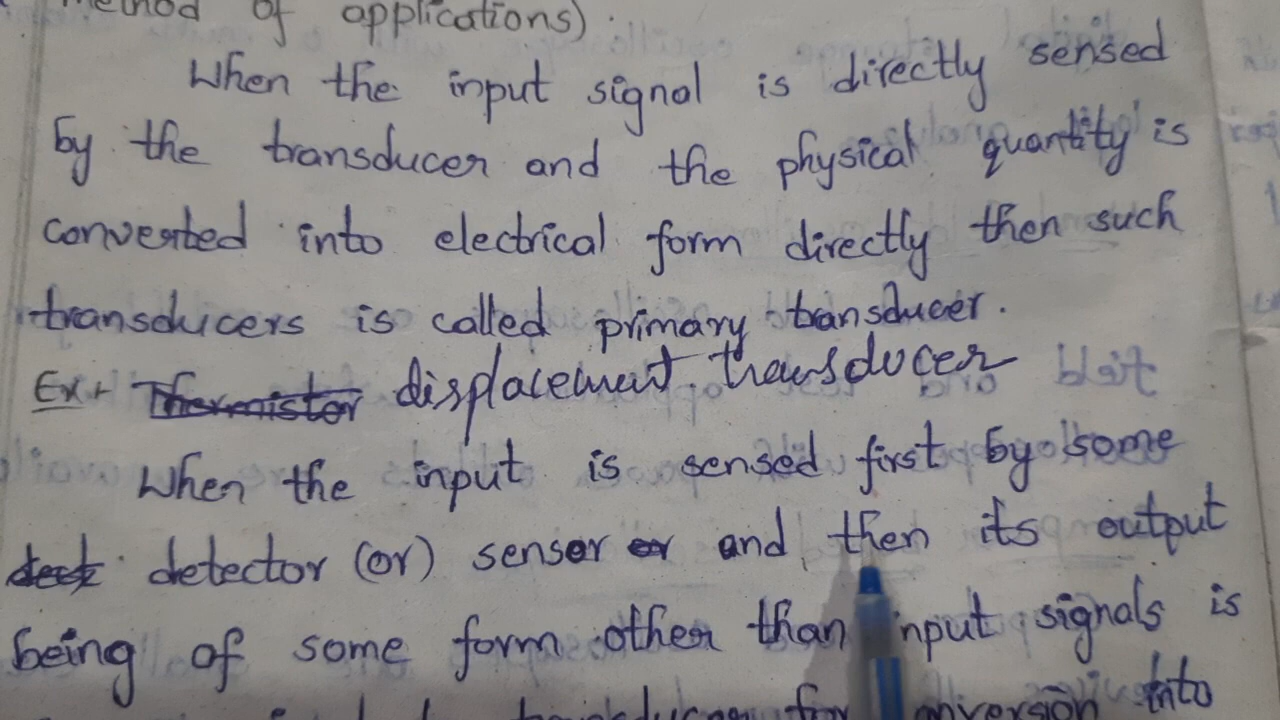 method of applications)
When the input signal is directly sensed
by the transducer and the physical quantity is
converted into electrical form directly then such
transducers is called primary transducer.
Ex:- Thermistor displacement transducer
When the input is sensed first by some
detector (or) sensor or and then its output
being of some form other than input signals is
for conversion into